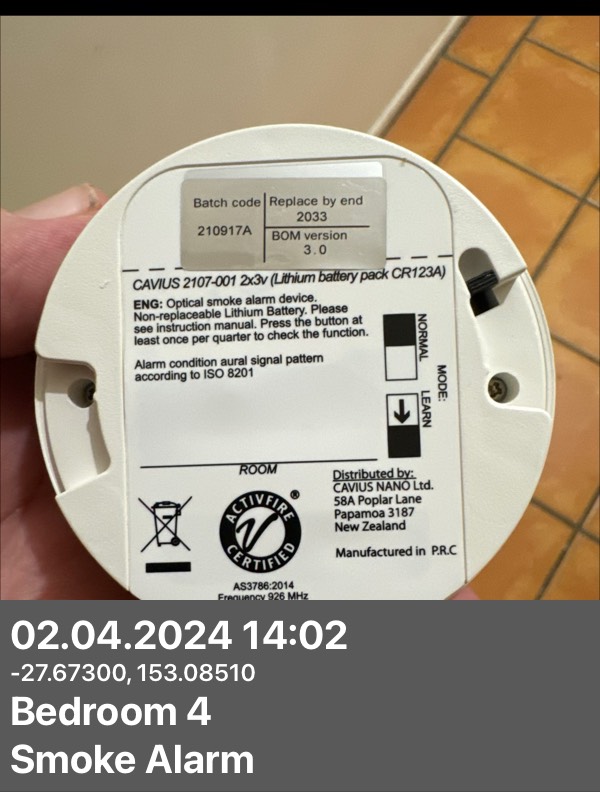 Batch code
210917A
Replace by end
2033
BOM version
3.0
CAVIUS 2107-001 2x3v (Lithium battery pack CR123A)
ENG: Optical smoke alarm device.
Non-replaceable Lithium Battery. Please
see instruction manual. Press the button at
least once per quarter to check the function.
Alarm condition aural signal pattern
according to ISO 8201
NORMAL
MODE:
LEARN
ROOM
ACTIVFIRE
®
CERTIFIED
Distributed by:
CAVIUS NANO Ltd.
58A Poplar Lane
Papamoa 3187
New Zealand
Manufactured in P.R.C
AS3786:2014
Frequency 926 MHz
02.04.2024 14:02
-27.67300, 153.08510
Bedroom 4
Smoke Alarm